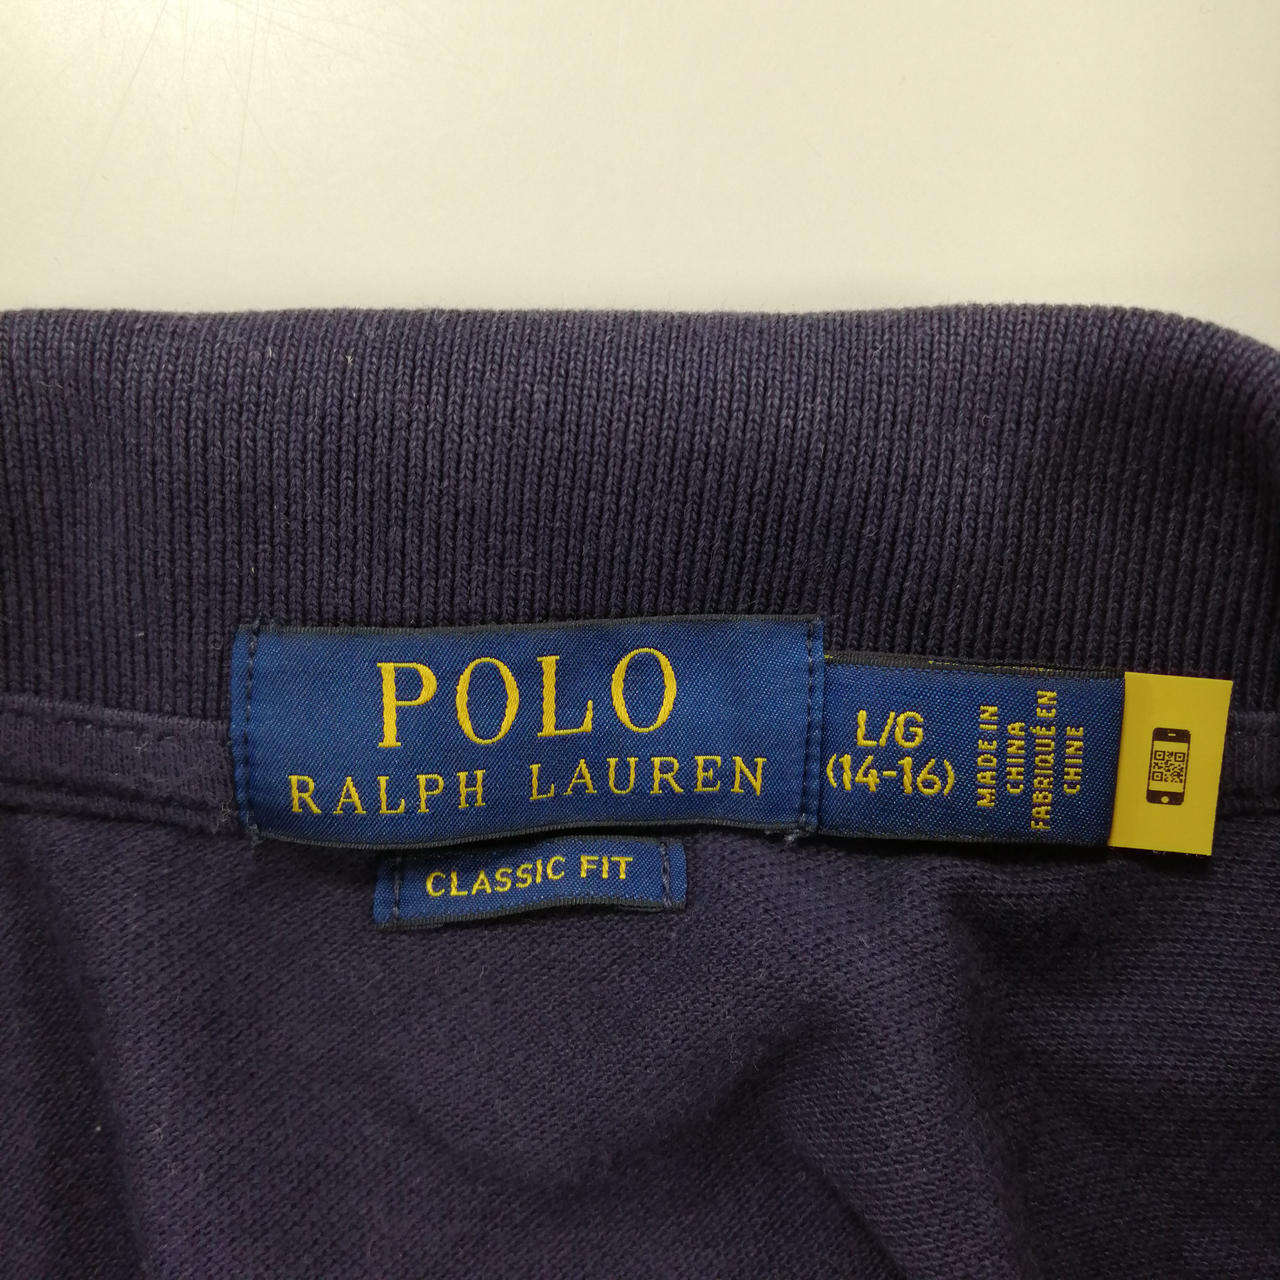 POLO
RALPH LAUREN
CLASSIC FIT
L/G
(14-16)
MADE IN
CHINA
FABRIQUÉ EN
CHINE